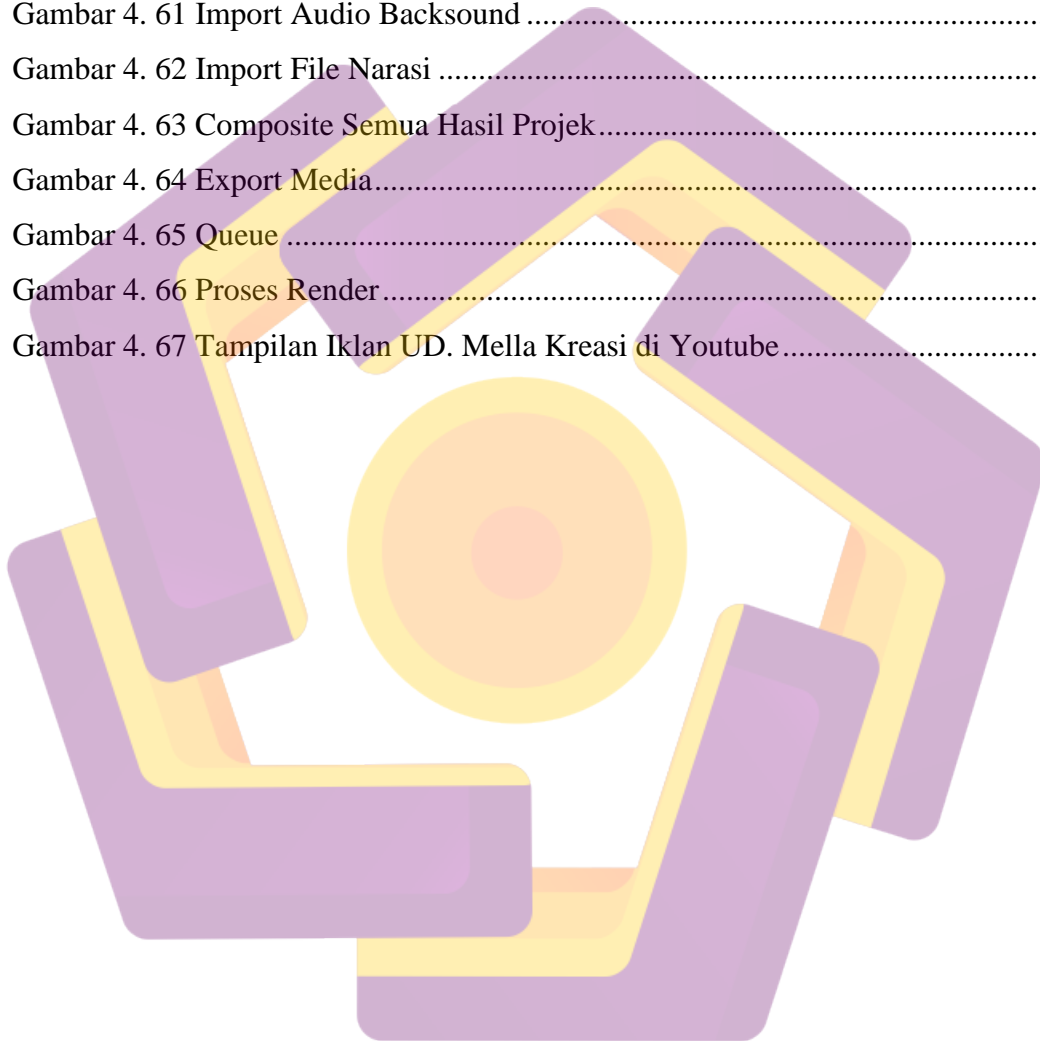 Gambar 4. 61 Import Audio Backsound ................................................................
Gambar 4. 62 Import File Narasi ...........................................................................
Gambar 4. 63 Composite Semua Hasil Projek.......................................................
Gambar 4. 64 Export Media...................................................................................
Gambar 4. 65 Queue ..............................................................................................
Gambar 4. 66 Proses Render..................................................................................
Gambar 4. 67 Tampilan Iklan UD. Mella Kreasi di Youtube ................................